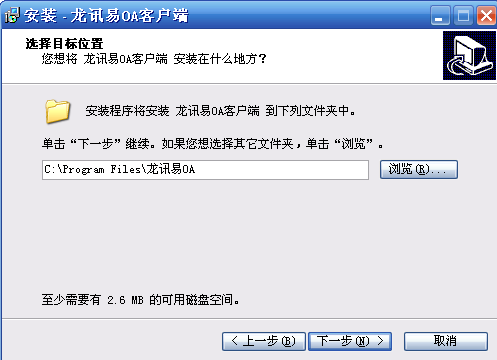 安装 - 龙讯易OA客户端
选择目标位置
您想将 龙讯易OA客户端 安装在什么地方?
安装程序将安装 龙讯易OA客户端 到下列文件夹中。
单击“下一步”继续。如果您想选择其它文件夹,单击“浏览”。
C:\Program Files\龙讯易OA
浏览(R)...
至少需要有 2.6 MB 的可用磁盘空间。
< 上一步(B)
下一步(N) >
取消